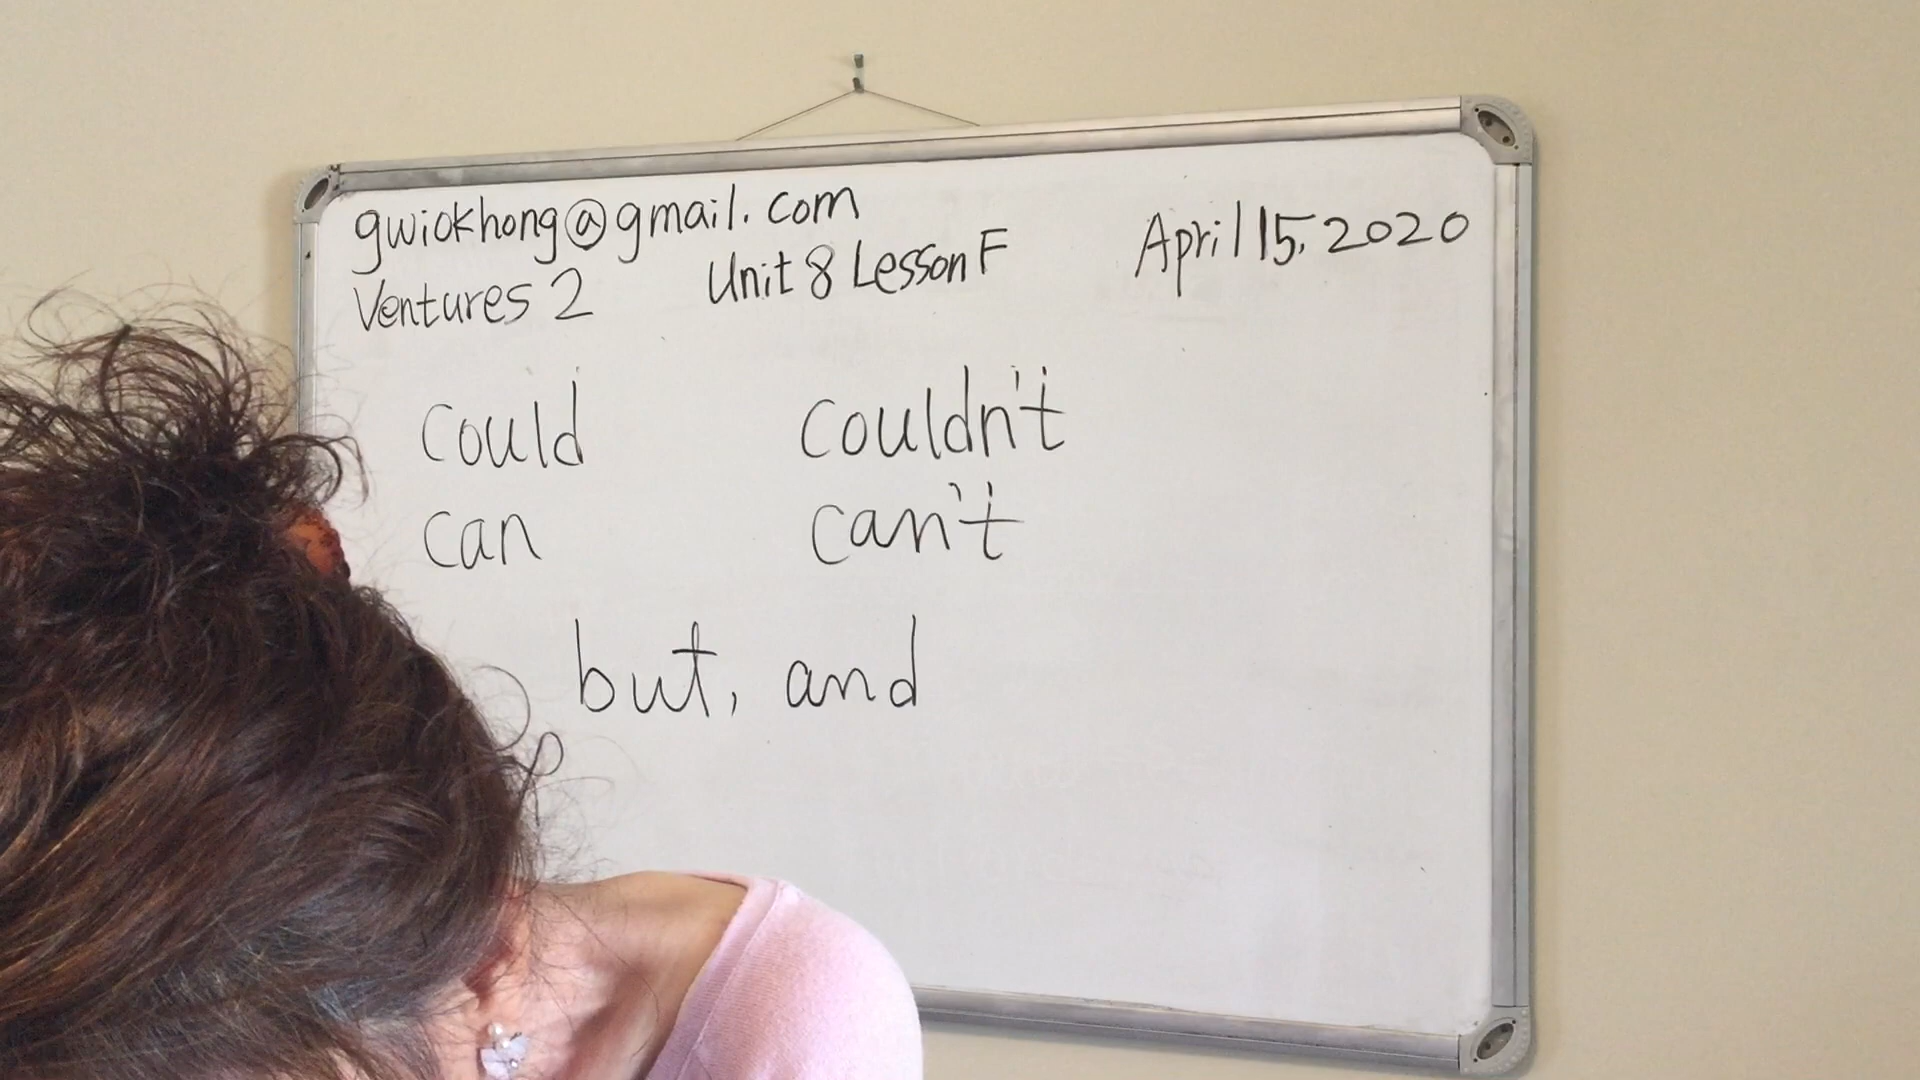 gwiokhong@gmail.com
Ventures 2 Unit 8 Lesson F April 15, 2020
could couldn't
can can't
but, and